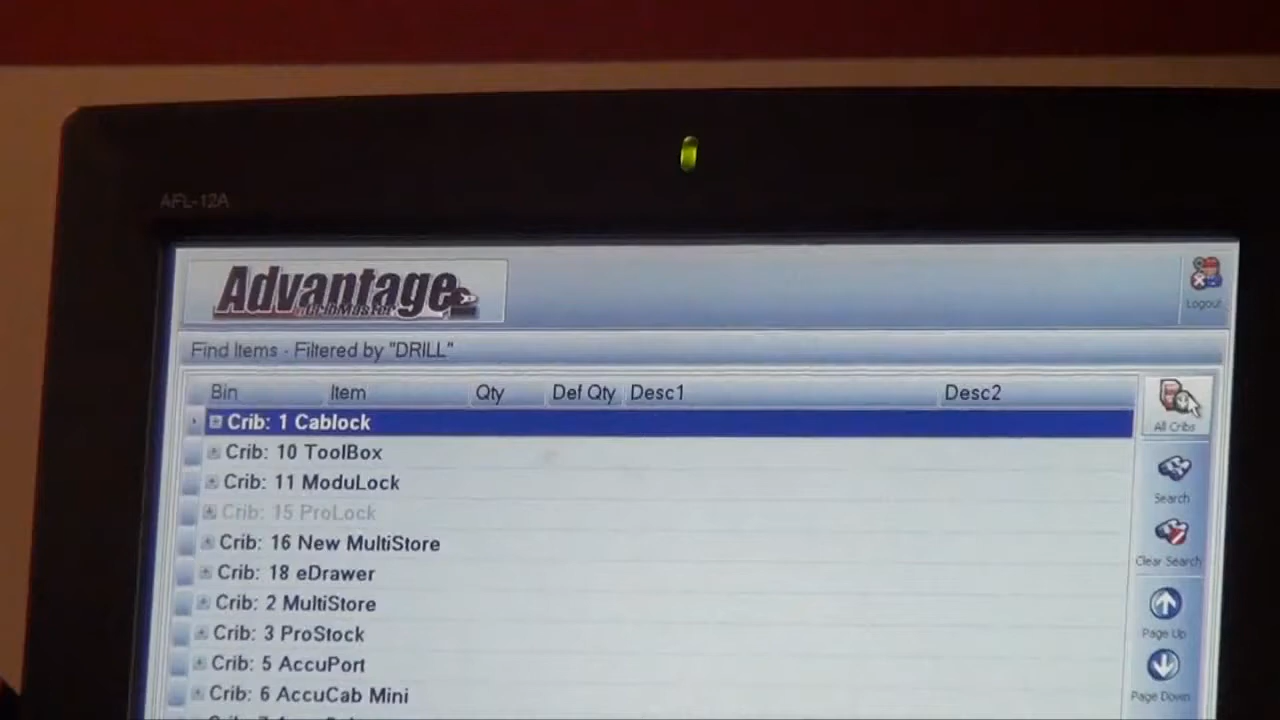 AFL-12A
Advantage
CribMaster
Logout
Find Items - Filtered by "DRILL"
Bin Item Qty Def Qty Desc1 Desc2
Crib: 1 Cablock
Crib: 10 ToolBox
Crib: 11 ModuLock
Crib: 15 ProLock
Crib: 16 New MultiStore
Crib: 18 eDrawer
Crib: 2 MultiStore
Crib: 3 ProStock
Crib: 5 AccuPort
Crib: 6 AccuCab Mini
All Cribs
Search
Clear Search
Page Up
Page Down